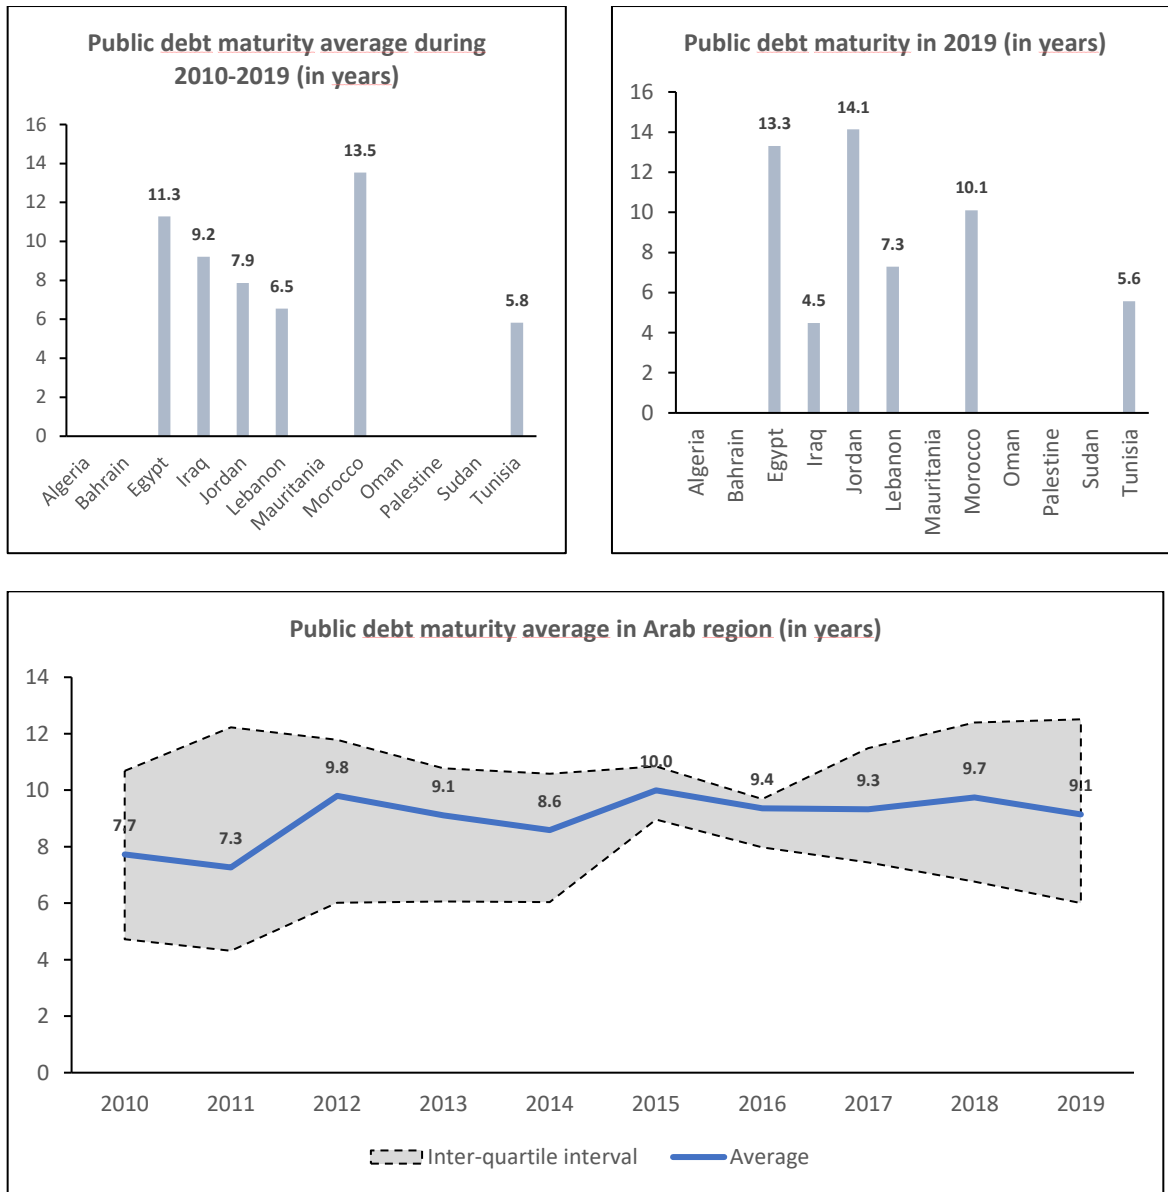 Public debt maturity average during
2010-2019 (in years)
16
14
12
10
8
6
4
2
0
11.3
9.2
7.9
6.5
13.5
5.8
Algeria
Bahrain
Egypt
Iraq
Jordan
Lebanon
Mauritania
Morocco
Oman
Palestine
Sudan
Tunisia
Public debt maturity in 2019 (in years)
16
14
12
10
8
6
4
2
0
13.3
4.5
14.1
7.3
10.1
5.6
Algeria
Bahrain
Egypt
Iraq
Jordan
Lebanon
Mauritania
Morocco
Oman
Palestine
Sudan
Tunisia
Public debt maturity average in Arab region (in years)
14
12
10
8
6
4
2
0
7.7
7.3
9.8
9.1
8.6
10.0
9.4
9.3
9.7
9.1
2010 2011 2012 2013 2014 2015 2016 2017 2018 2019
Inter-quartile interval Average